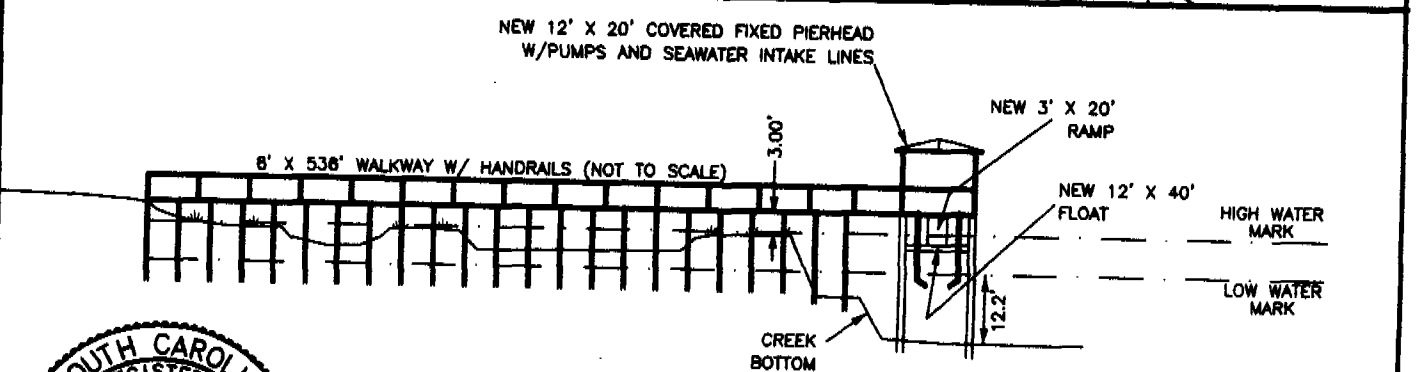 NEW 12' X 20' COVERED FIXED PIERHEAD
W/PUMPS AND SEAWATER INTAKE LINES
NEW 3' X 20'
RAMP
3.00'
6' X 536' WALKWAY W/ HANDRAILS (NOT TO SCALE)
NEW 12' X 40'
FLOAT
HIGH WATER
MARK
LOW WATER
MARK
12.2'
CREEK
BOTTOM
OUTH CAROL